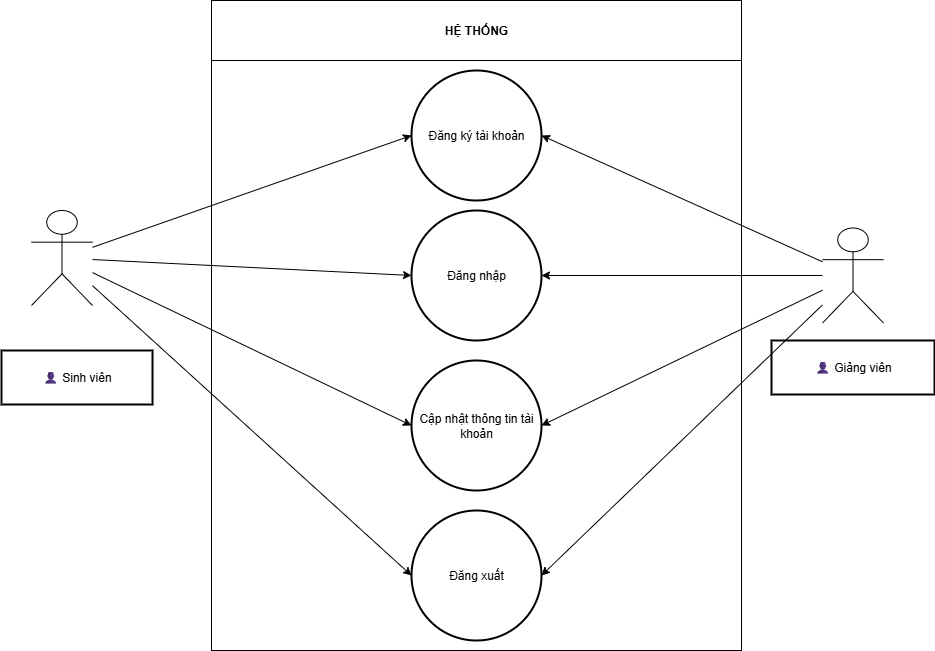 HỆ THỐNG
Đăng ký tài khoản
Đăng nhập
👤 Sinh viên
👤 Giảng viên
Cập nhật thông tin tài
khoản
Đăng xuất